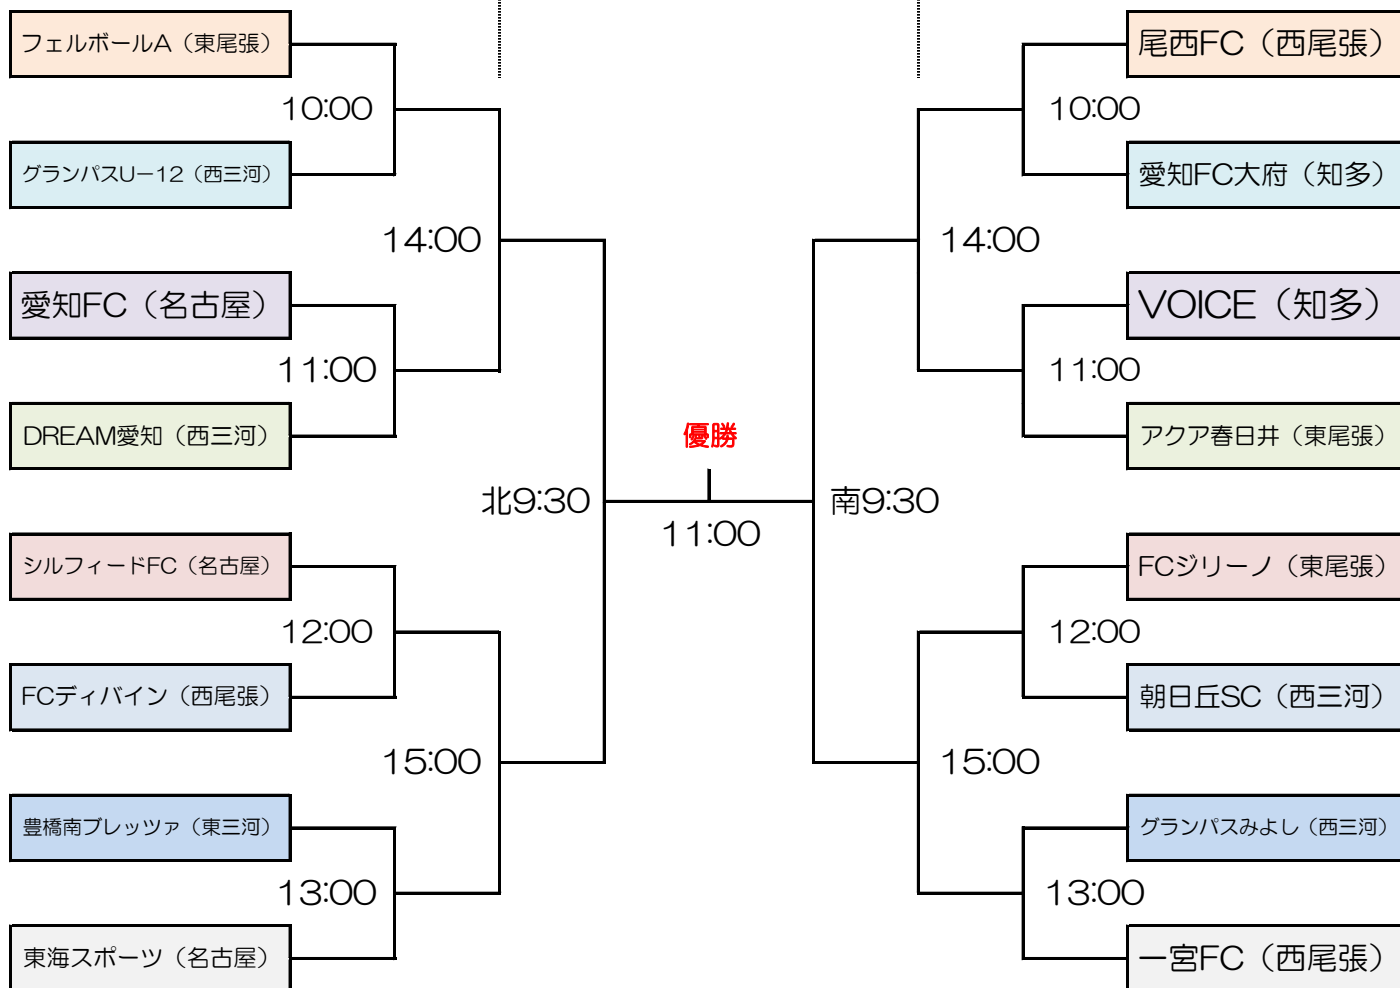 フェルボールA（東尾張）
10:00
グランパスU－12（西三河）
14:00
愛知FC（名古屋）
11:00
DREAM愛知（西三河）
北9:30
シルフィードFC（名古屋）
12:00
FCディバイン（西尾張）
15:00
豊橋南ブレッツァ（東三河）
13:00
東海スポーツ（名古屋）
優勝
11:00
尾西FC（西尾張）
10:00
愛知FC大府（知多）
14:00
VOICE（知多）
11:00
アクア春日井（東尾張）
南9:30
FCジリーノ（東尾張）
12:00
朝日丘SC（西三河）
15:00
グランパスみよし（西三河）
13:00
一宮FC（西尾張）